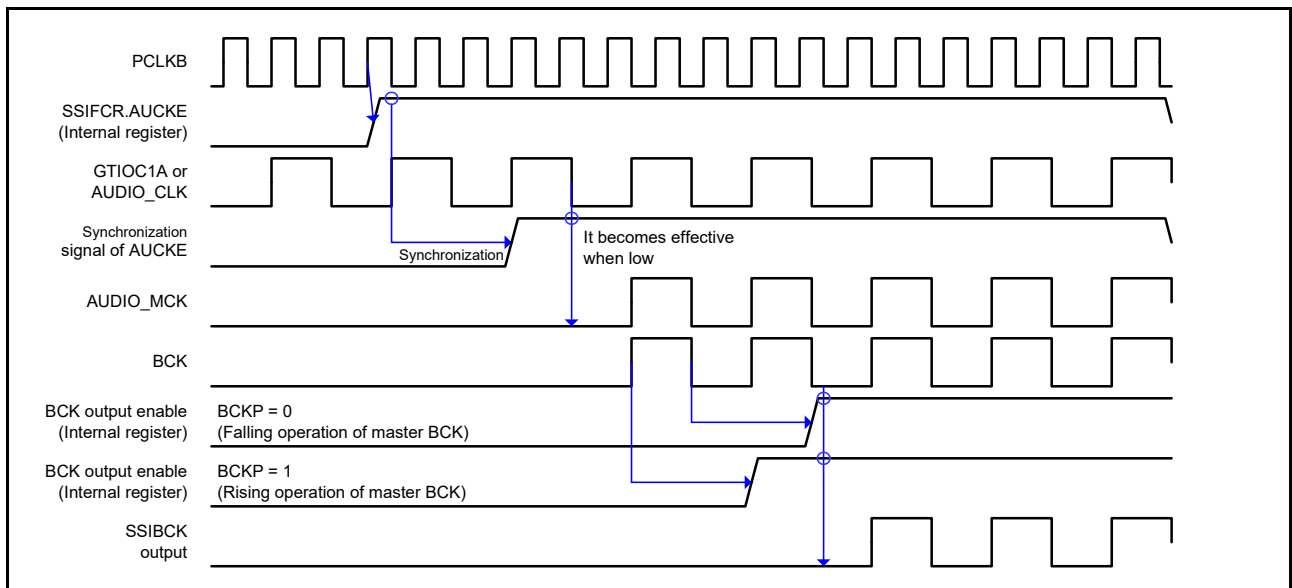 PCLKB
SSIFCR.AUCKE
(Internal register)
GTIOC1A or
AUDIO_CLK
Synchronization
signal of AUCKE
Synchronization
It becomes effective
when low
AUDIO_MCK
BCK
BCK output enable
(Internal register)
BCKP = 0
(Falling operation of master BCK)
BCK output enable
(Internal register)
BCKP = 1
(Rising operation of master BCK)
SSIBCK
output